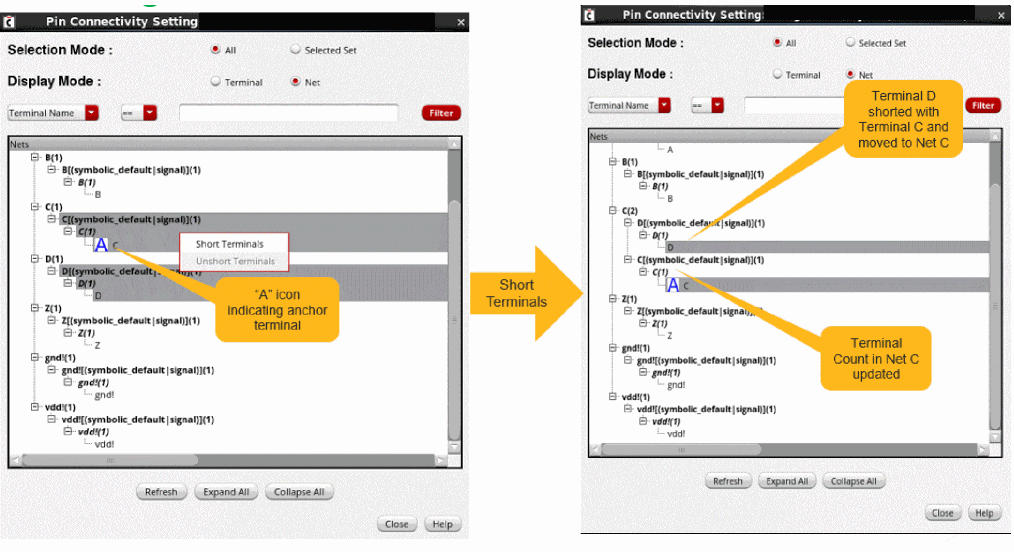 Pin Connectivity Setting
Selection Mode :
All
Selected Set
Display Mode :
Terminal
Net
Terminal Name
==
Filter
Nets
B(1)
B[(symbolic_default|signal)](1)
B(1)
B
C(1)
C[(symbolic_default|signal)](1)
C(1)
A C
Short Terminals
Unshort Terminals
D(1)
D[(symbolic_default|signal)](1)
D(1)
D
"A" icon
indicating anchor
terminal
Z(1)
Z[(symbolic_default|signal)](1)
Z(1)
Z
gnd!(1)
gnd![(symbolic_default|signal)](1)
gnd!(1)
gnd!
vdd!(1)
vdd![(symbolic_default|signal)](1)
vdd!(1)
vdd!
Refresh
Expand All
Collapse All
Close
Help
Short
Terminals
Pin Connectivity Setting
Selection Mode :
All
Selected Set
Display Mode :
Terminal
Net
Terminal Name
==
Filter
Terminal D
shorted with
Terminal C and
moved to Net C
Nets
A
B(1)
B[(symbolic_default|signal)](1)
B(1)
B
C(2)
D[(symbolic_default|signal)](1)
D(1)
D
C[(symbolic_default|signal)](1)
C(1)
A C
Z(1)
Z[(symbolic_default|signal)](1)
Z(1)
Z
Terminal
Count in Net C
updated
gnd!(1)
gnd![(symbolic_default|signal)](1)
gnd!(1)
gnd!
vdd!(1)
vdd![(symbolic_default|signal)](1)
vdd!(1)
vdd!
Refresh
Expand All
Collapse All
Close
Help